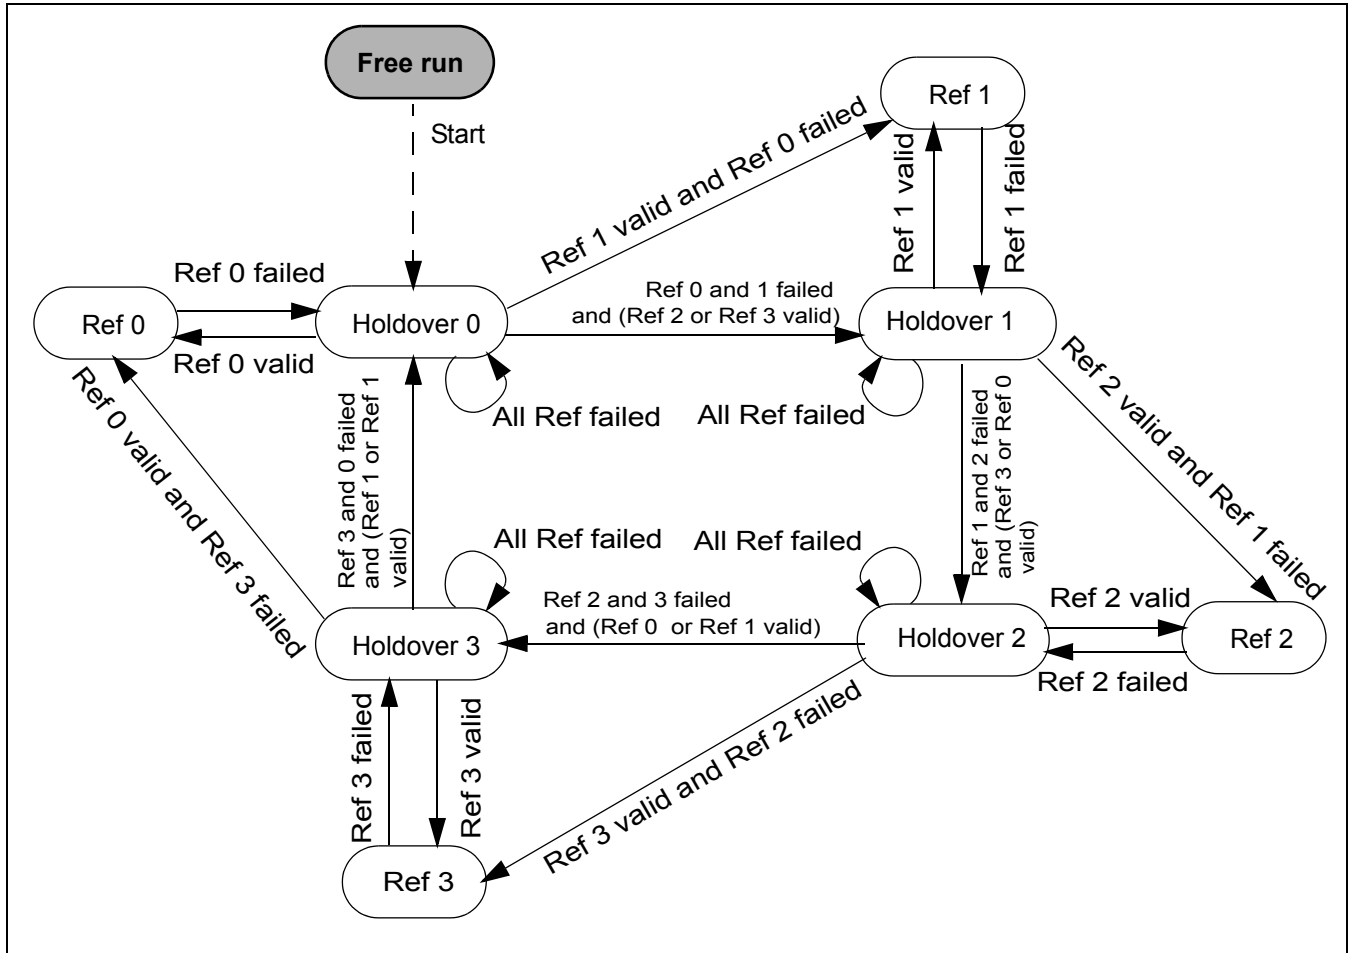 Free run
Start
Ref 1
Ref 1 valid and Ref 0 failed
Ref 1 valid
Ref 1 failed
Ref 0 failed
Ref 0
Ref 0 valid
Holdover 0
Ref 0 and 1 failed
and (Ref 2 or Ref 3 valid)
Holdover 1
All Ref failed
All Ref failed
Ref 2 valid and Ref 1 failed
Ref 0 valid and Ref 3 failed
Ref 3 and 0 failed
and (Ref 1 or Ref 1
valid)
Ref 1 and 2 failed
and (Ref 3 or Ref 0
valid)
All Ref failed
All Ref failed
Ref 2 and 3 failed
and (Ref 0 or Ref 1 valid)
Holdover 3
Holdover 2
Ref 2 valid
Ref 2
Ref 2 failed
Ref 3 failed
Ref 3 valid
Ref 3 valid and Ref 2 failed
Ref 3